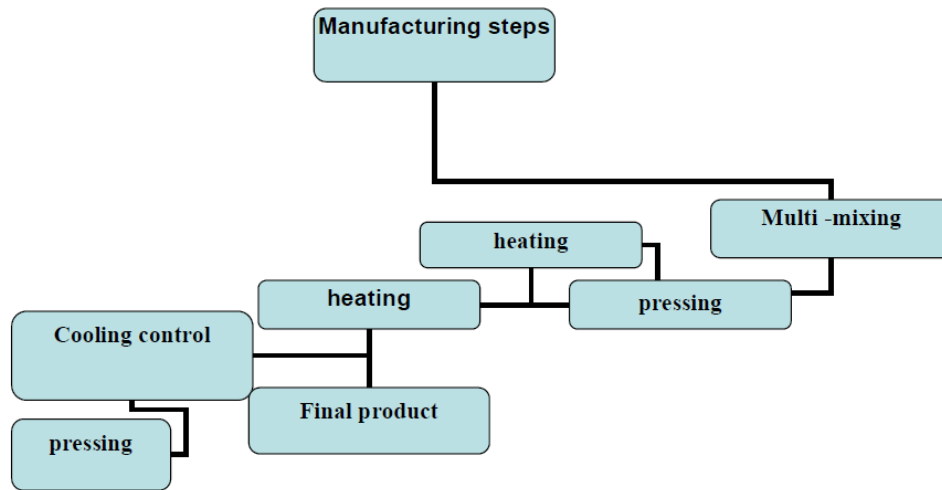 Manufacturing steps
Multi -mixing
heating
heating
pressing
Cooling control
Final product
pressing